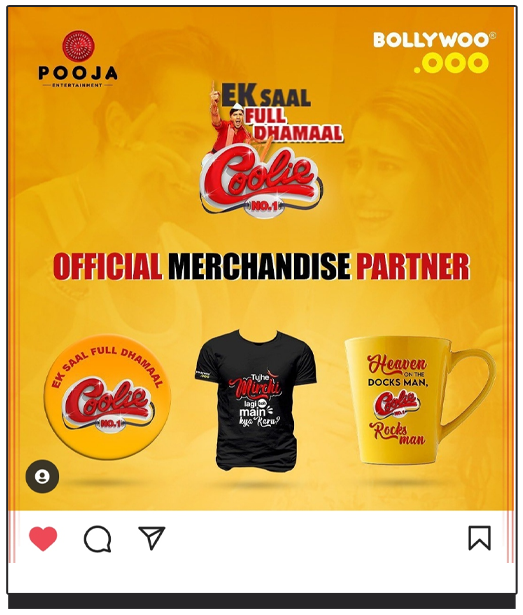 POOJA
ENTERTAINMENT
BOLLYWOO®
.OOO
EK SAAL
FULL
DHAMAAL
Coolie
NO.1
OFFICIAL MERCHANDISE PARTNER
EK SAAL FULL DHAMAAL
Coolie
NO.1
Tujhe
Mirchi
lagi toh
main
kya Karu?
Heaven
ON THE
DOCKS MAN,
Coolie
NO.1
Rocks
man